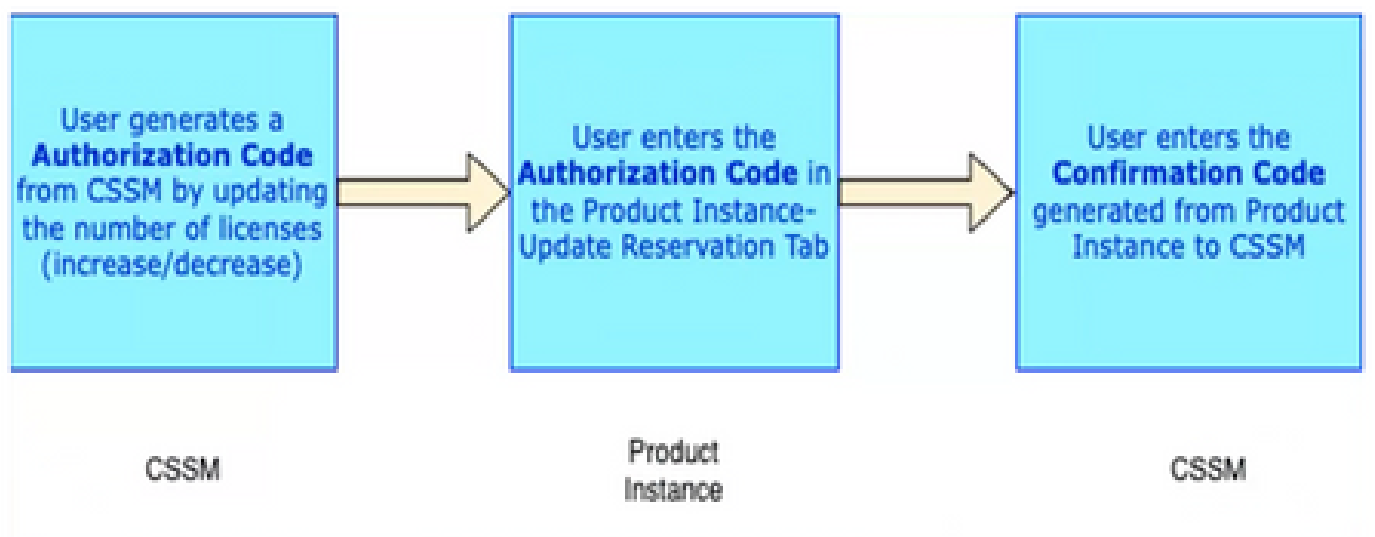 User generates a
Authorization Code
from CSSM by updating
the number of licenses
(increase/decrease)
User enters the
Authorization Code in
the Product Instance-
Update Reservation Tab
User enters the
Confirmation Code
generated from Product
Instance to CSSM
CSSM
Product
Instance
CSSM